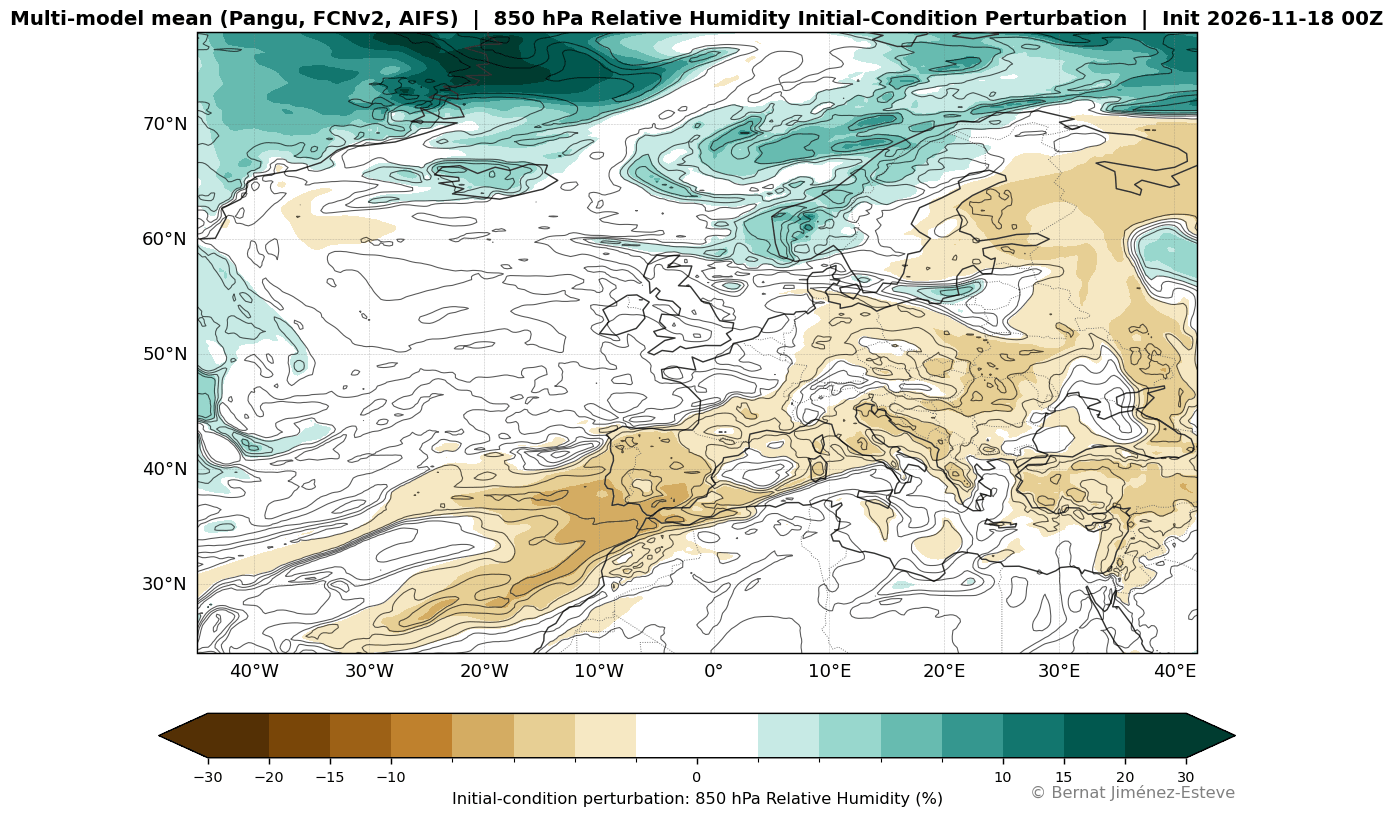 Multi-model mean (Pangu, FCNv2, AIFS)  |  850 hPa Relative Humidity Initial-Condition Perturbation  |  Init 2026-11-18 00Z
70°N
60°N
50°N
40°N
30°N
40°W 30°W 20°W 10°W 0° 10°E 20°E 30°E 40°E
−30 −20 −15 −10 0 10 15 20 30
Initial-condition perturbation: 850 hPa Relative Humidity (%)
© Bernat Jiménez-Esteve